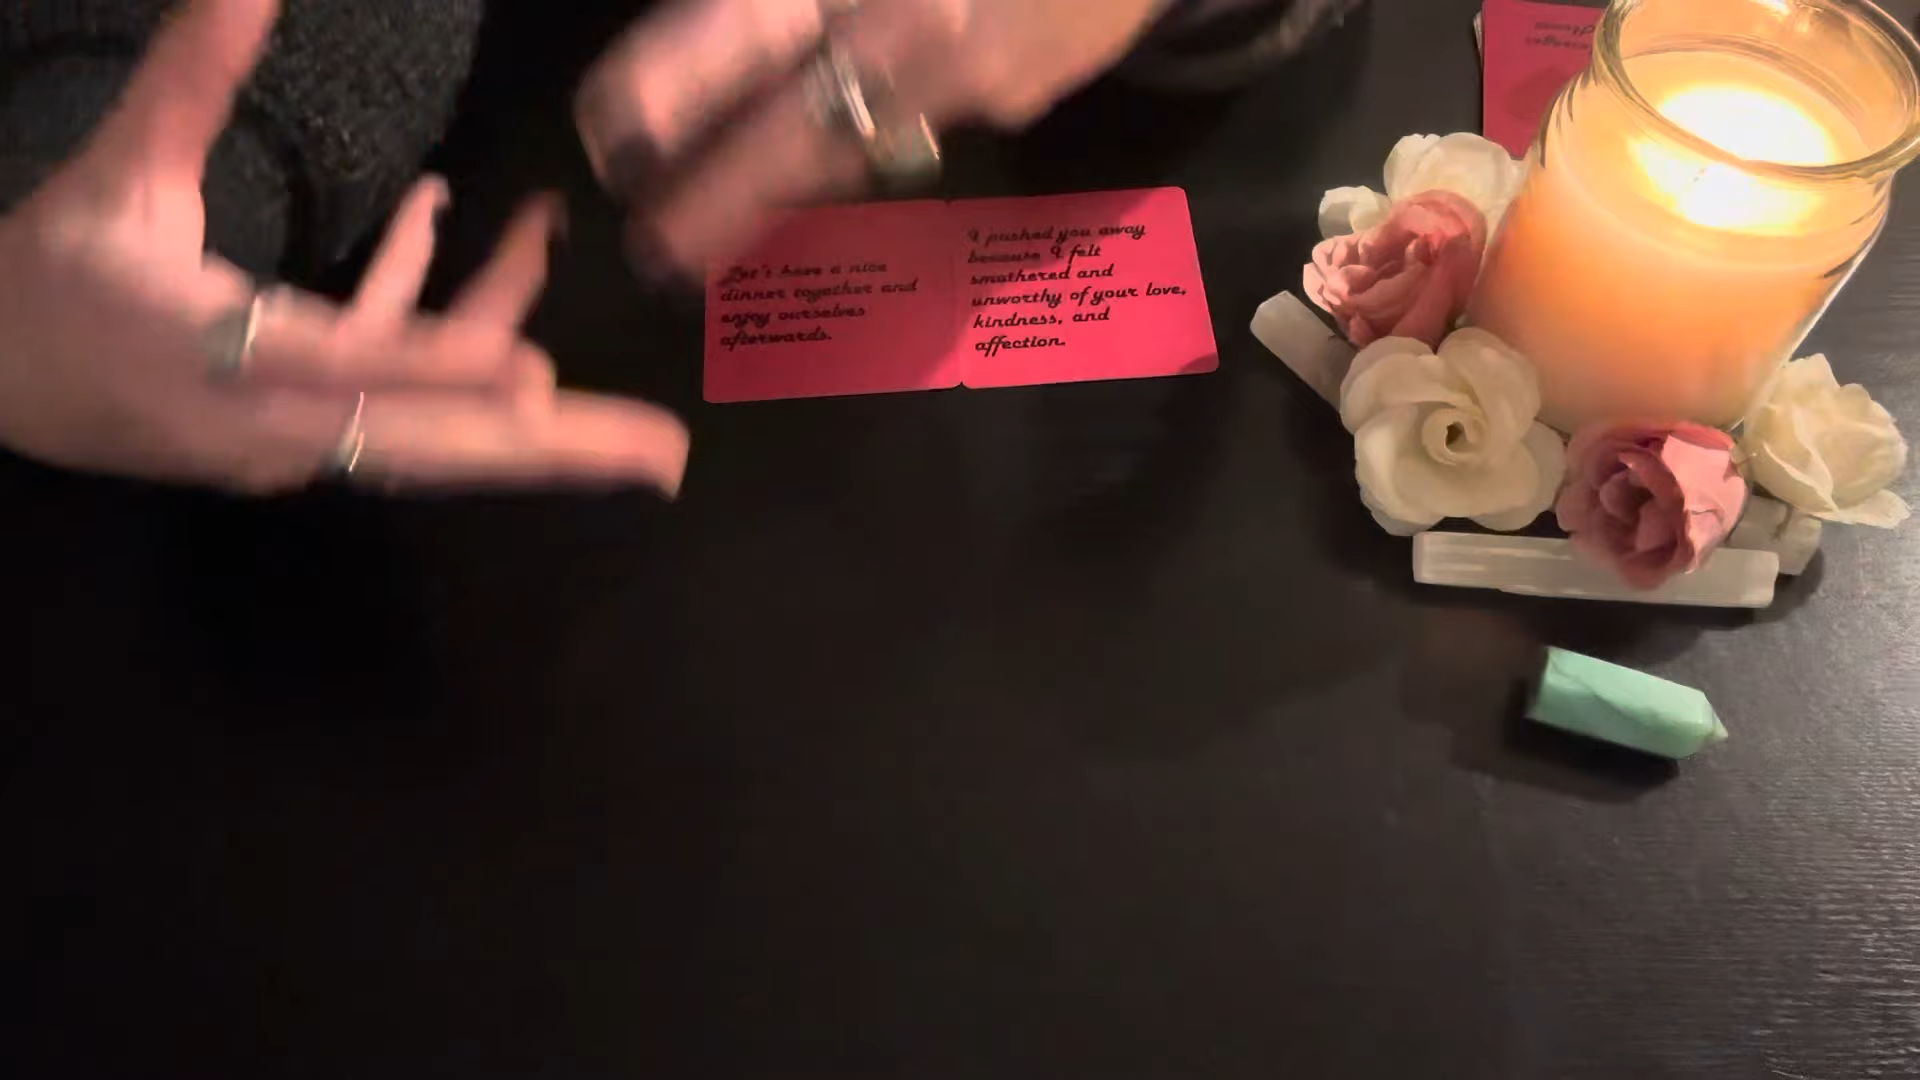 Let's have a nice
dinner together and
enjoy ourselves
afterwards.
I pushed you away
because I felt
smothered and
unworthy of your love,
kindness, and
affection.